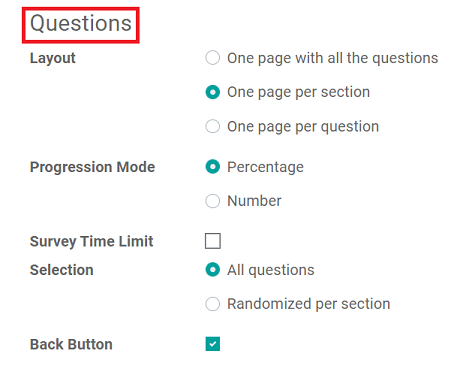 Questions
Layout One page with all the questions
One page per section
One page per question
Progression Mode Percentage
Number
Survey Time Limit
Selection All questions
Randomized per section
Back Button